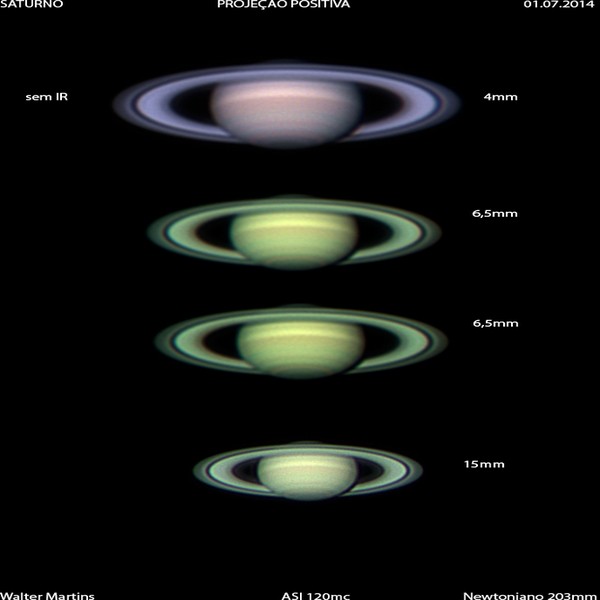 SATURNO PROJEÇÃO POSITIVA 01.07.2014
sem IR 4mm
6,5mm
6,5mm
15mm
Walter Martins ASI 120mc Newtoniano 203mm